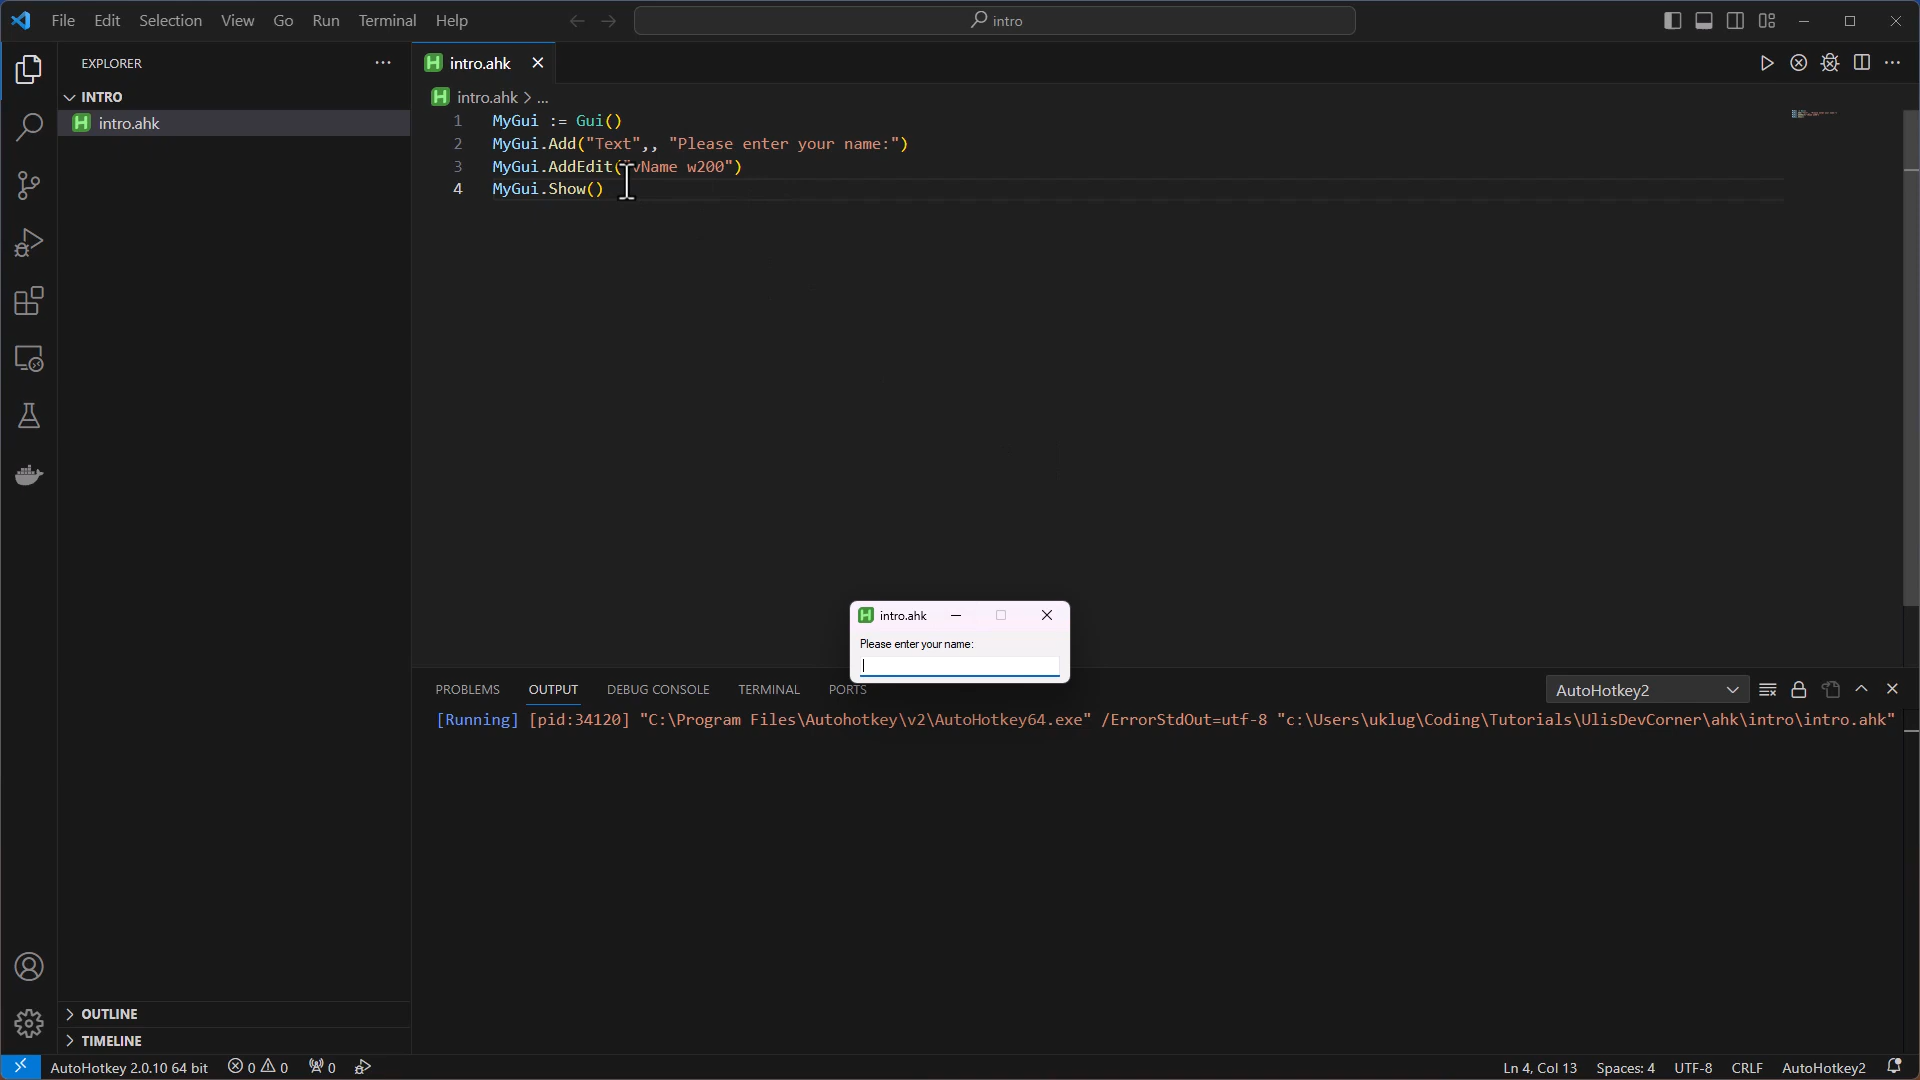 File Edit Selection View Go Run Terminal Help
intro
EXPLORER
INTRO
intro.ahk
intro.ahk
intro.ahk > ...
1 MyGui := Gui()
2 MyGui.Add("Text",, "Please enter your name:")
3 MyGui.AddEdit("vName w200")
4 MyGui.Show()
intro.ahk
Please enter your name:
PROBLEMS OUTPUT DEBUG CONSOLE TERMINAL PORTS
AutoHotkey2
[Running] [pid:34120] "C:\Program Files\Autohotkey\v2\AutoHotkey64.exe" /ErrorStdOut=utf-8 "c:\Users\uklug\Coding\Tutorials\UlisDevCorner\ahk\intro\intro.ahk"
OUTLINE
TIMELINE
AutoHotkey 2.0.10 64 bit 0 0 0 Ln 4, Col 13 Spaces: 4 UTF-8 CRLF AutoHotkey2